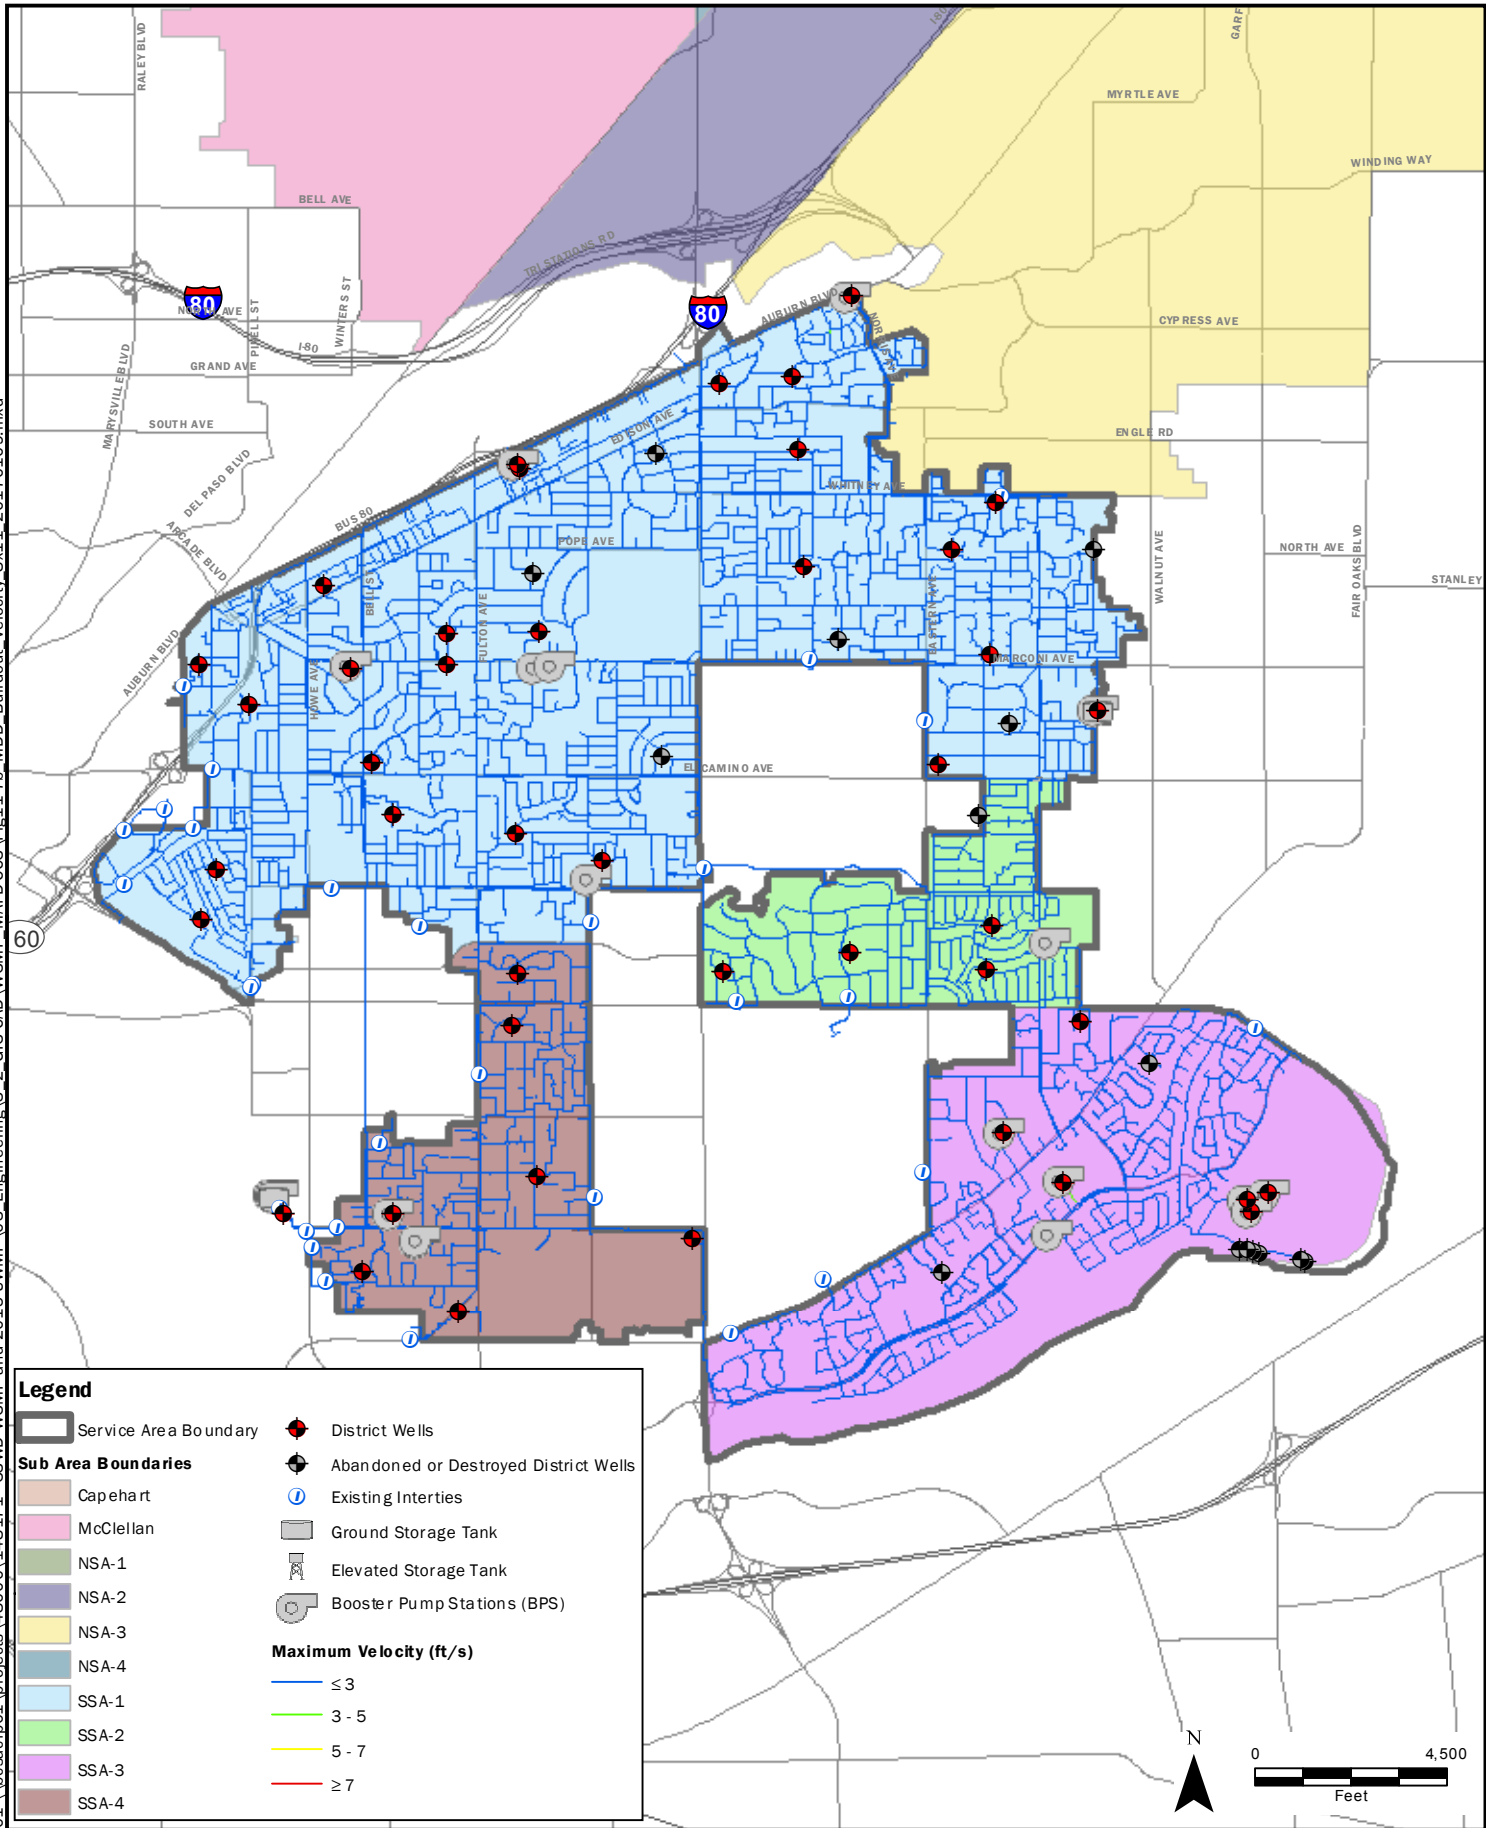 RALEY BLVD
I-80
GARF
MYRTLE AVE
WINDING WAY
BELL AVE
TRI STATIONS RD
80
NORTH AVE
PINELL ST
WINTERS ST
80
AUBURN BLVD
CYPRESS AVE
I-80
GRAND AVE
MARYSVILLE BLVD
SOUTH AVE
EDISON AVE
ENGLE RD
DEL PASO BLVD
WHITNEY AVE
BUS 80
ARCADE BLVD
POPE AVE
NORTH AVE
STANLEY
WALNUT AVE
FAIR OAKS BLVD
BELL ST
FULTON AVE
EASTERN AVE
AUBURN BLVD
HOWE AVE
MARCONI AVE
EL CAMINO AVE
60
Legend
Service Area Boundary
Sub Area Boundaries
Capehart
McClellan
NSA-1
NSA-2
NSA-3
NSA-4
SSA-1
SSA-2
SSA-3
SSA-4
District Wells
Abandoned or Destroyed District Wells
Existing Interties
Ground Storage Tank
Elevated Storage Tank
Booster Pump Stations (BPS)
Maximum Velocity (ft/s)
≤ 3
3 - 5
5 - 7
≥ 7
N
0 4,500
Feet